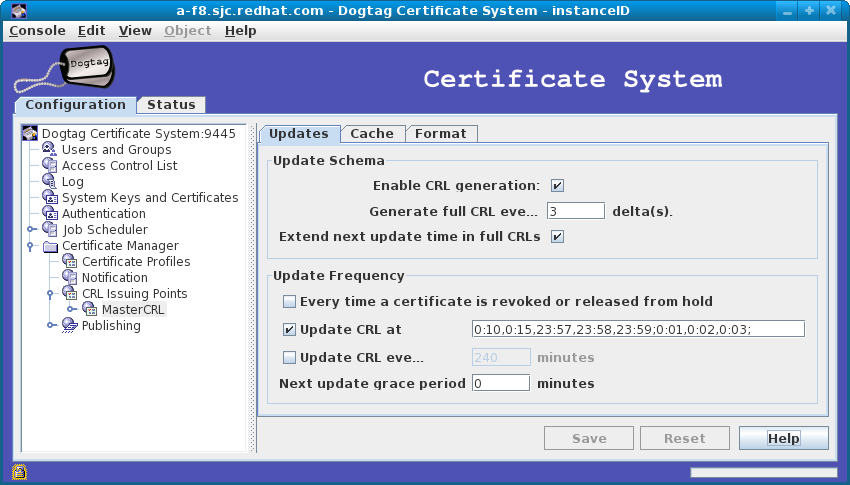 a-f8.sjc.redhat.com - Dogtag Certificate System - instanceID
Console Edit View Object Help
Dogtag
Certificate System
Configuration Status
Dogtag Certificate System:9445
Users and Groups
Access Control List
Log
System Keys and Certificates
Authentication
Job Scheduler
Certificate Manager
Certificate Profiles
Notification
CRL Issuing Points
MasterCRL
Publishing
Updates Cache Format
Update Schema
Enable CRL generation:
Generate full CRL eve... 3 delta(s).
Extend next update time in full CRLs
Update Frequency
Every time a certificate is revoked or released from hold
Update CRL at 0:10,0:15,23:57,23:58,23:59;0:01,0:02,0:03;
Update CRL eve... 240 minutes
Next update grace period 0 minutes
Save Reset Help